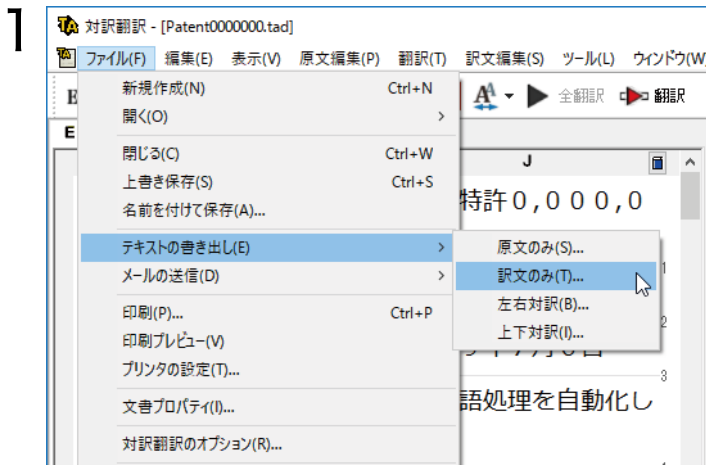 1
対訳翻訳 - [Patent0000000.tad]
ファイル(F) 編集(E) 表示(V) 原文編集(P) 翻訳(T) 訳文編集(S) ツール(L) ウインドウ(W)
新規作成(N) Ctrl+N
全翻訳 翻訳
開く(O) >
E
閉じる(C) Ctrl+W
J
上書き保存(S) Ctrl+S
特許0,000,0
名前を付けて保存(A)...
テキストの書き出し(E) >
原文のみ(S)...
1
メールの送信(D) >
訳文のみ(T)...
印刷(P)... Ctrl+P
左右対訳(B)...
2
印刷プレビュー(V)
上下対訳(I)...
プリンタの設定(T)...
3
文書プロパティ(I)...
語処理を自動化し
対訳翻訳のオプション(R)...